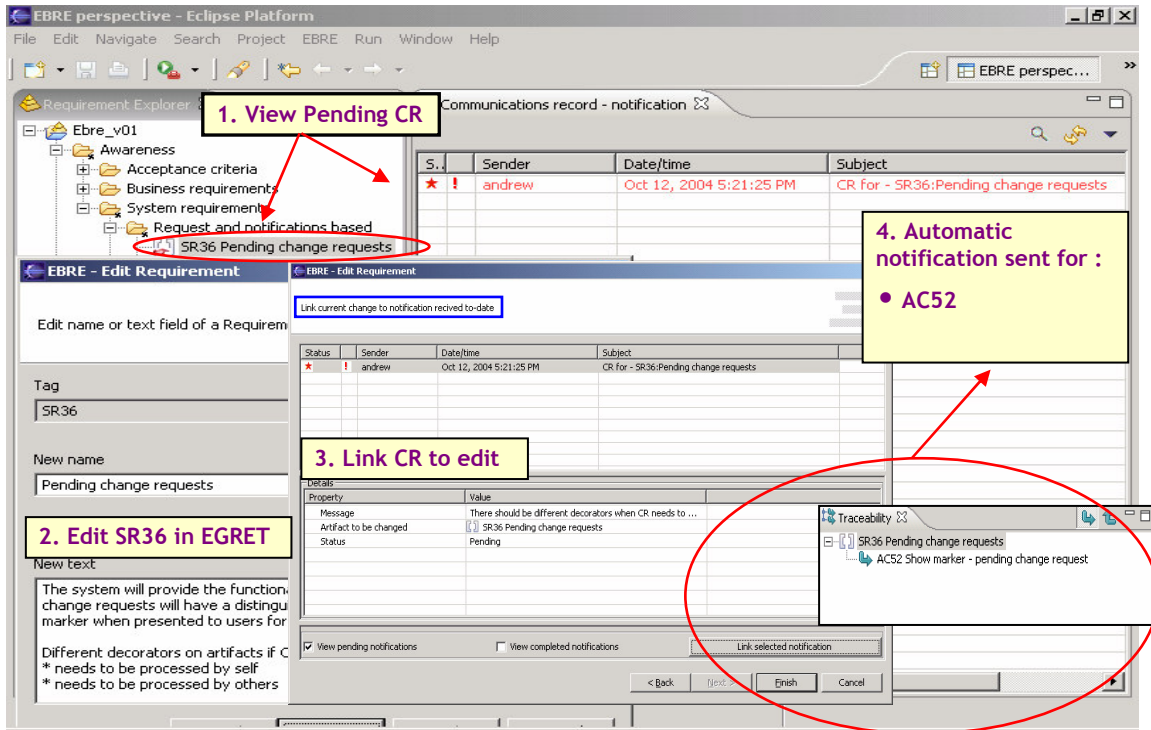 EBRE perspective - Eclipse Platform
File Edit Navigate Search Project EBRE Run Window Help
EBRE perspec... »
Requirement Explorer
1. View Pending CR
Communications record - notification
Ebre_v01
Awareness
Acceptance criteria
Business requirements
System requirements
Request and notifications based
SR36 Pending change requests
S.. Sender Date/time Subject
! andrew Oct 12, 2004 5:21:25 PM CR for - SR36:Pending change requests
4. Automatic
notification sent for :
• AC52
EBRE - Edit Requirement
Edit name or text field of a Requirem
Tag
SR36
New name
Pending change requests
2. Edit SR36 in EGRET
New text
The system will provide the function
change requests will have a distingu
marker when presented to users for
Different decorators on artifacts if C
* needs to be processed by self
* needs to be processed by others
EBRE - Edit Requirement
Link current change to notification recived to-date
Status Sender Date/time Subject
! andrew Oct 12, 2004 5:21:25 PM CR for - SR36:Pending change requests
3. Link CR to edit
Details
Property Value
Message There should be different decorators when CR needs to ...
Artifact to be changed SR36 Pending change requests
Status Pending
View pending notifications View completed notifications Link selected notification
< Back Next > Finish Cancel
Traceability
SR36 Pending change requests
AC52 Show marker - pending change request